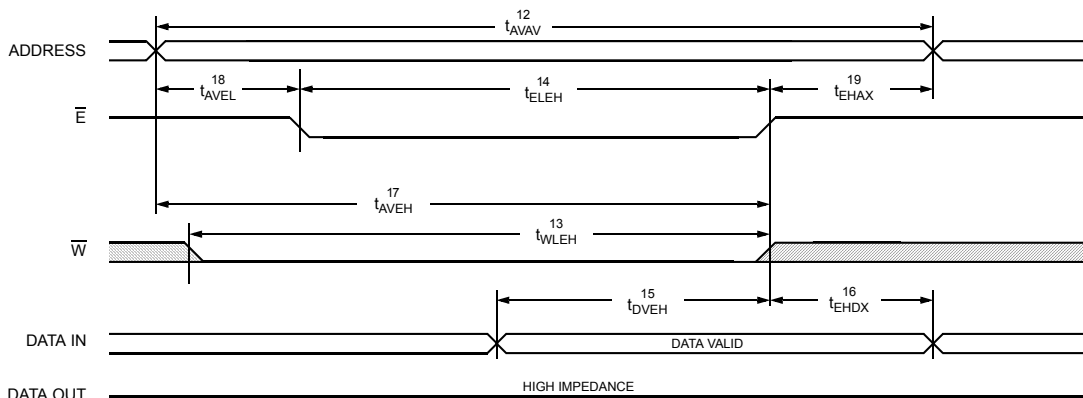 12
tAVAV
ADDRESS
18
tAVEL
14
tELEH
19
tEHAX
E̅
17
tAVEH
13
tWLEH
W̅
15
tDVEH
16
tEHDX
DATA IN
DATA VALID
DATA OUT
HIGH IMPEDANCE